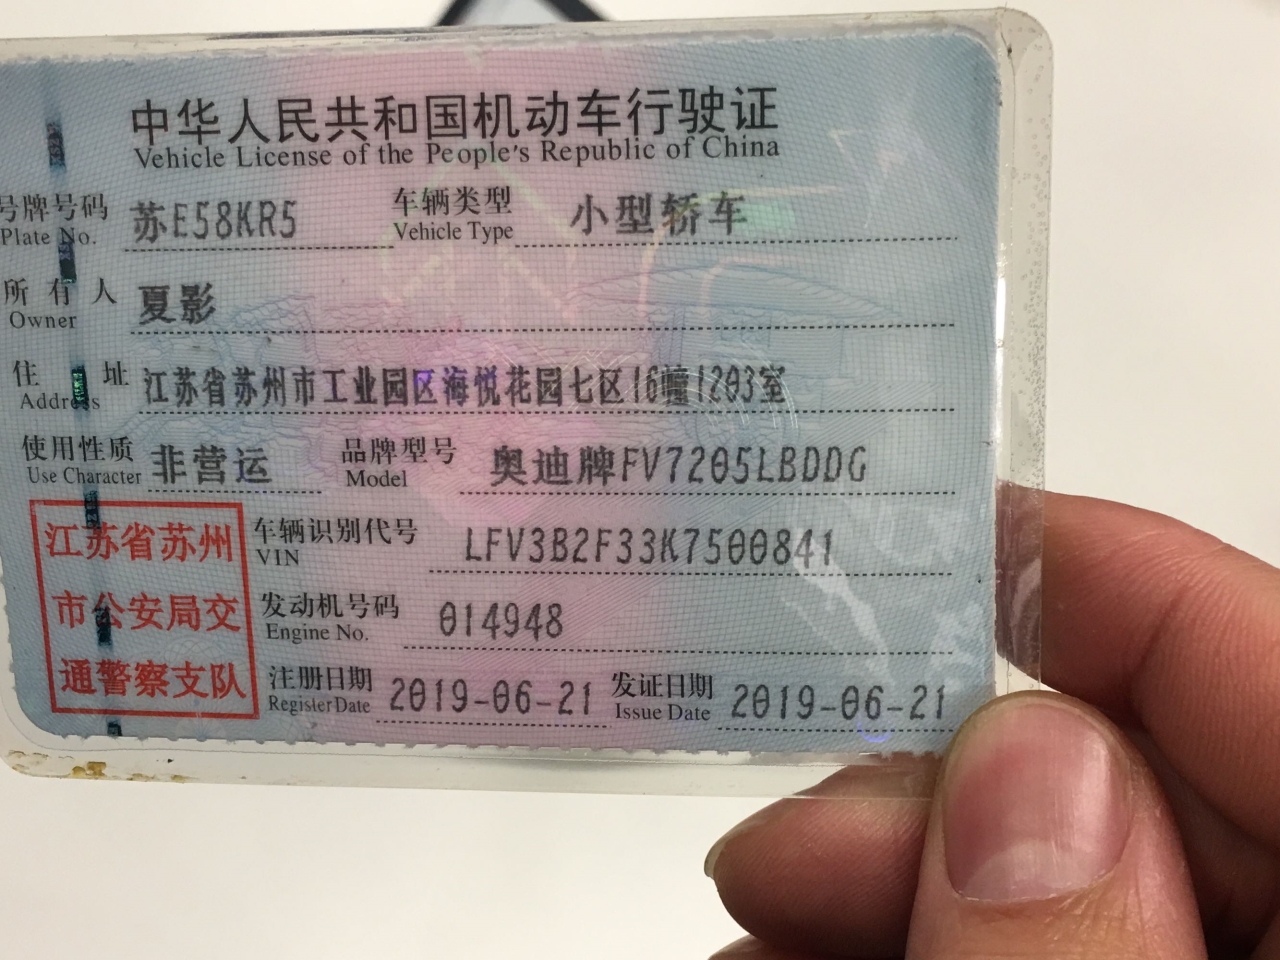 中华人民共和国机动车行驶证
Vehicle License of the People's Republic of China
号牌号码 苏E58KR5 车辆类型 小型轿车
Plate No. Vehicle Type
所有人 夏影
Owner
住址 江苏省苏州市工业园区海悦花园七区16幢1203室
Address
使用性质 非营运 品牌型号 奥迪牌FV7205LBDDG
Use Character Model
江苏省苏州 车辆识别代号 LFV3B2F33K7500841
VIN
市公安局交 发动机号码 014948
Engine No.
通警察支队 注册日期 2019-06-21 发证日期 2019-06-21
Register Date Issue Date